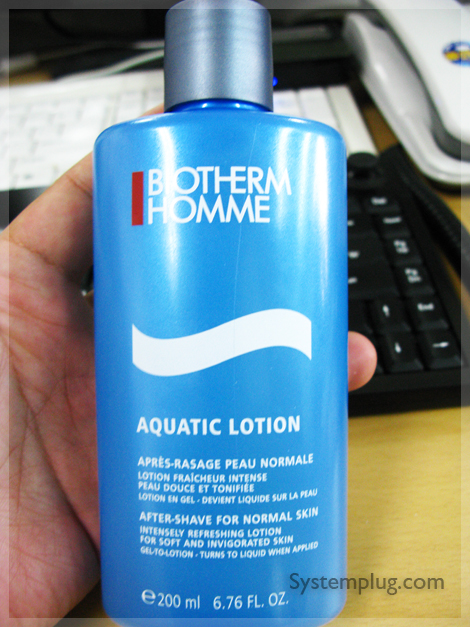 BIOTHERM
HOMME
AQUATIC LOTION
APRÈS-RASAGE PEAU NORMALE
LOTION FRAÎCHEUR INTENSE
PEAU DOUCE ET TONIFIÉE
LOTION EN GEL - DEVIENT LIQUIDE SUR LA PEAU
AFTER-SHAVE FOR NORMAL SKIN
INTENSELY REFRESHING LOTION
FOR SOFT AND INVIGORATED SKIN
GEL-TO-LOTION - TURNS TO LIQUID WHEN APPLIED
℮200 ml 6.76 FL. OZ.
Systemplug.com